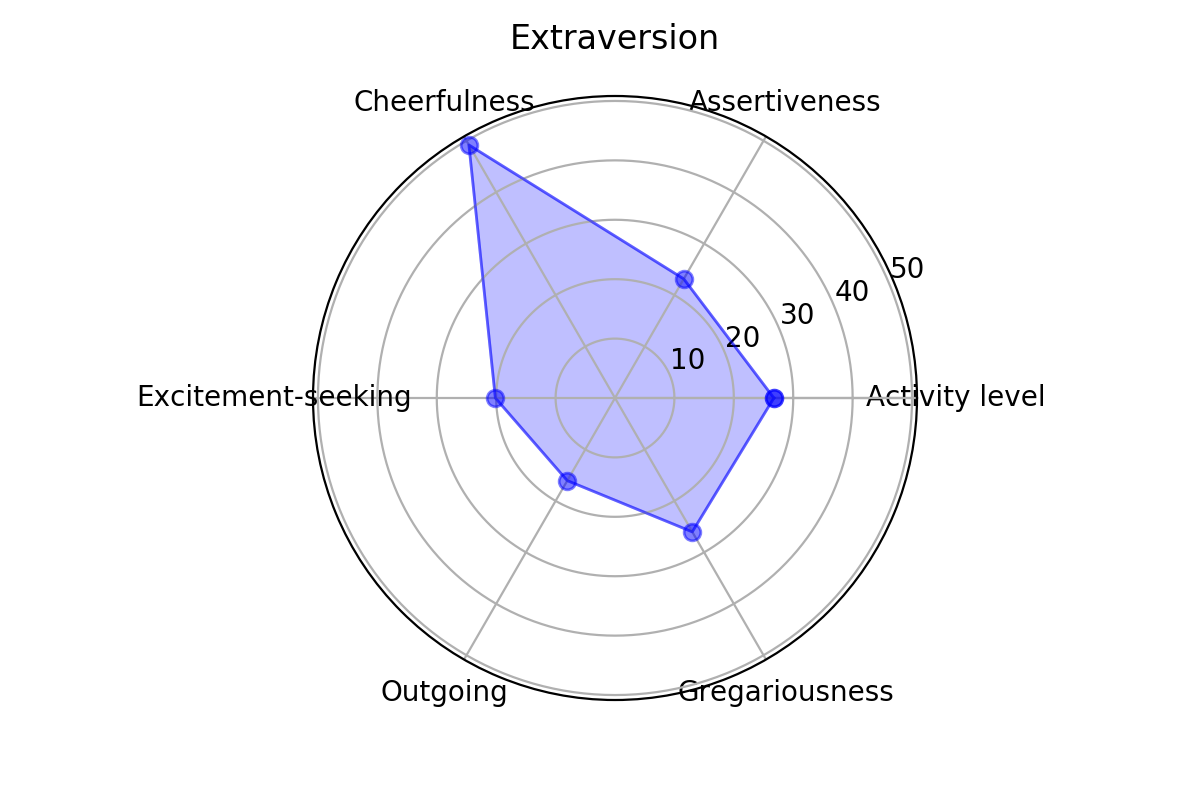 Extraversion
Cheerfulness
Assertiveness
50
40
30
20
10
Excitement-seeking
Activity level
Outgoing
Gregariousness